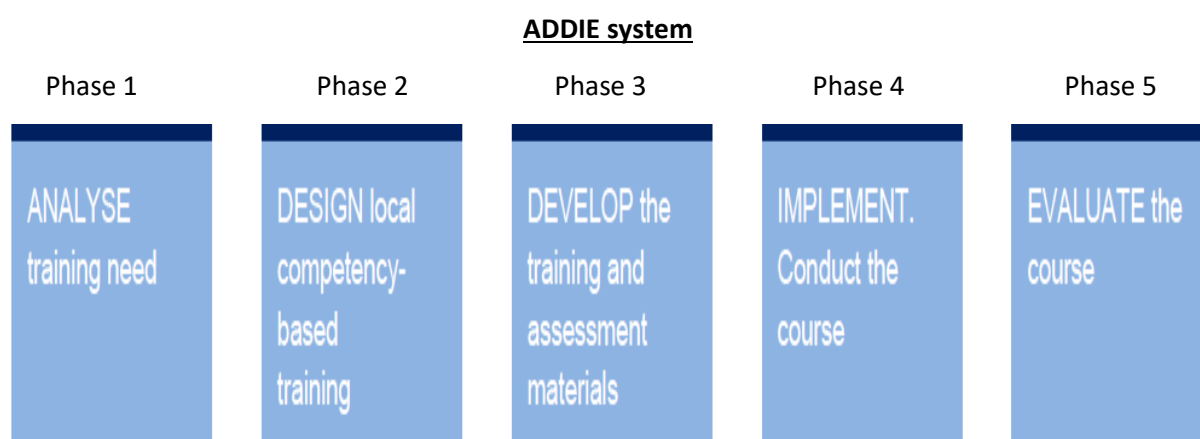 ADDIE system
Phase 1
Phase 2
Phase 3
Phase 4
Phase 5
ANALYSE
training need
DESIGN local
competency-
based
training
DEVELOP the
training and
assessment
materials
IMPLEMENT.
Conduct the
course
EVALUATE the
course